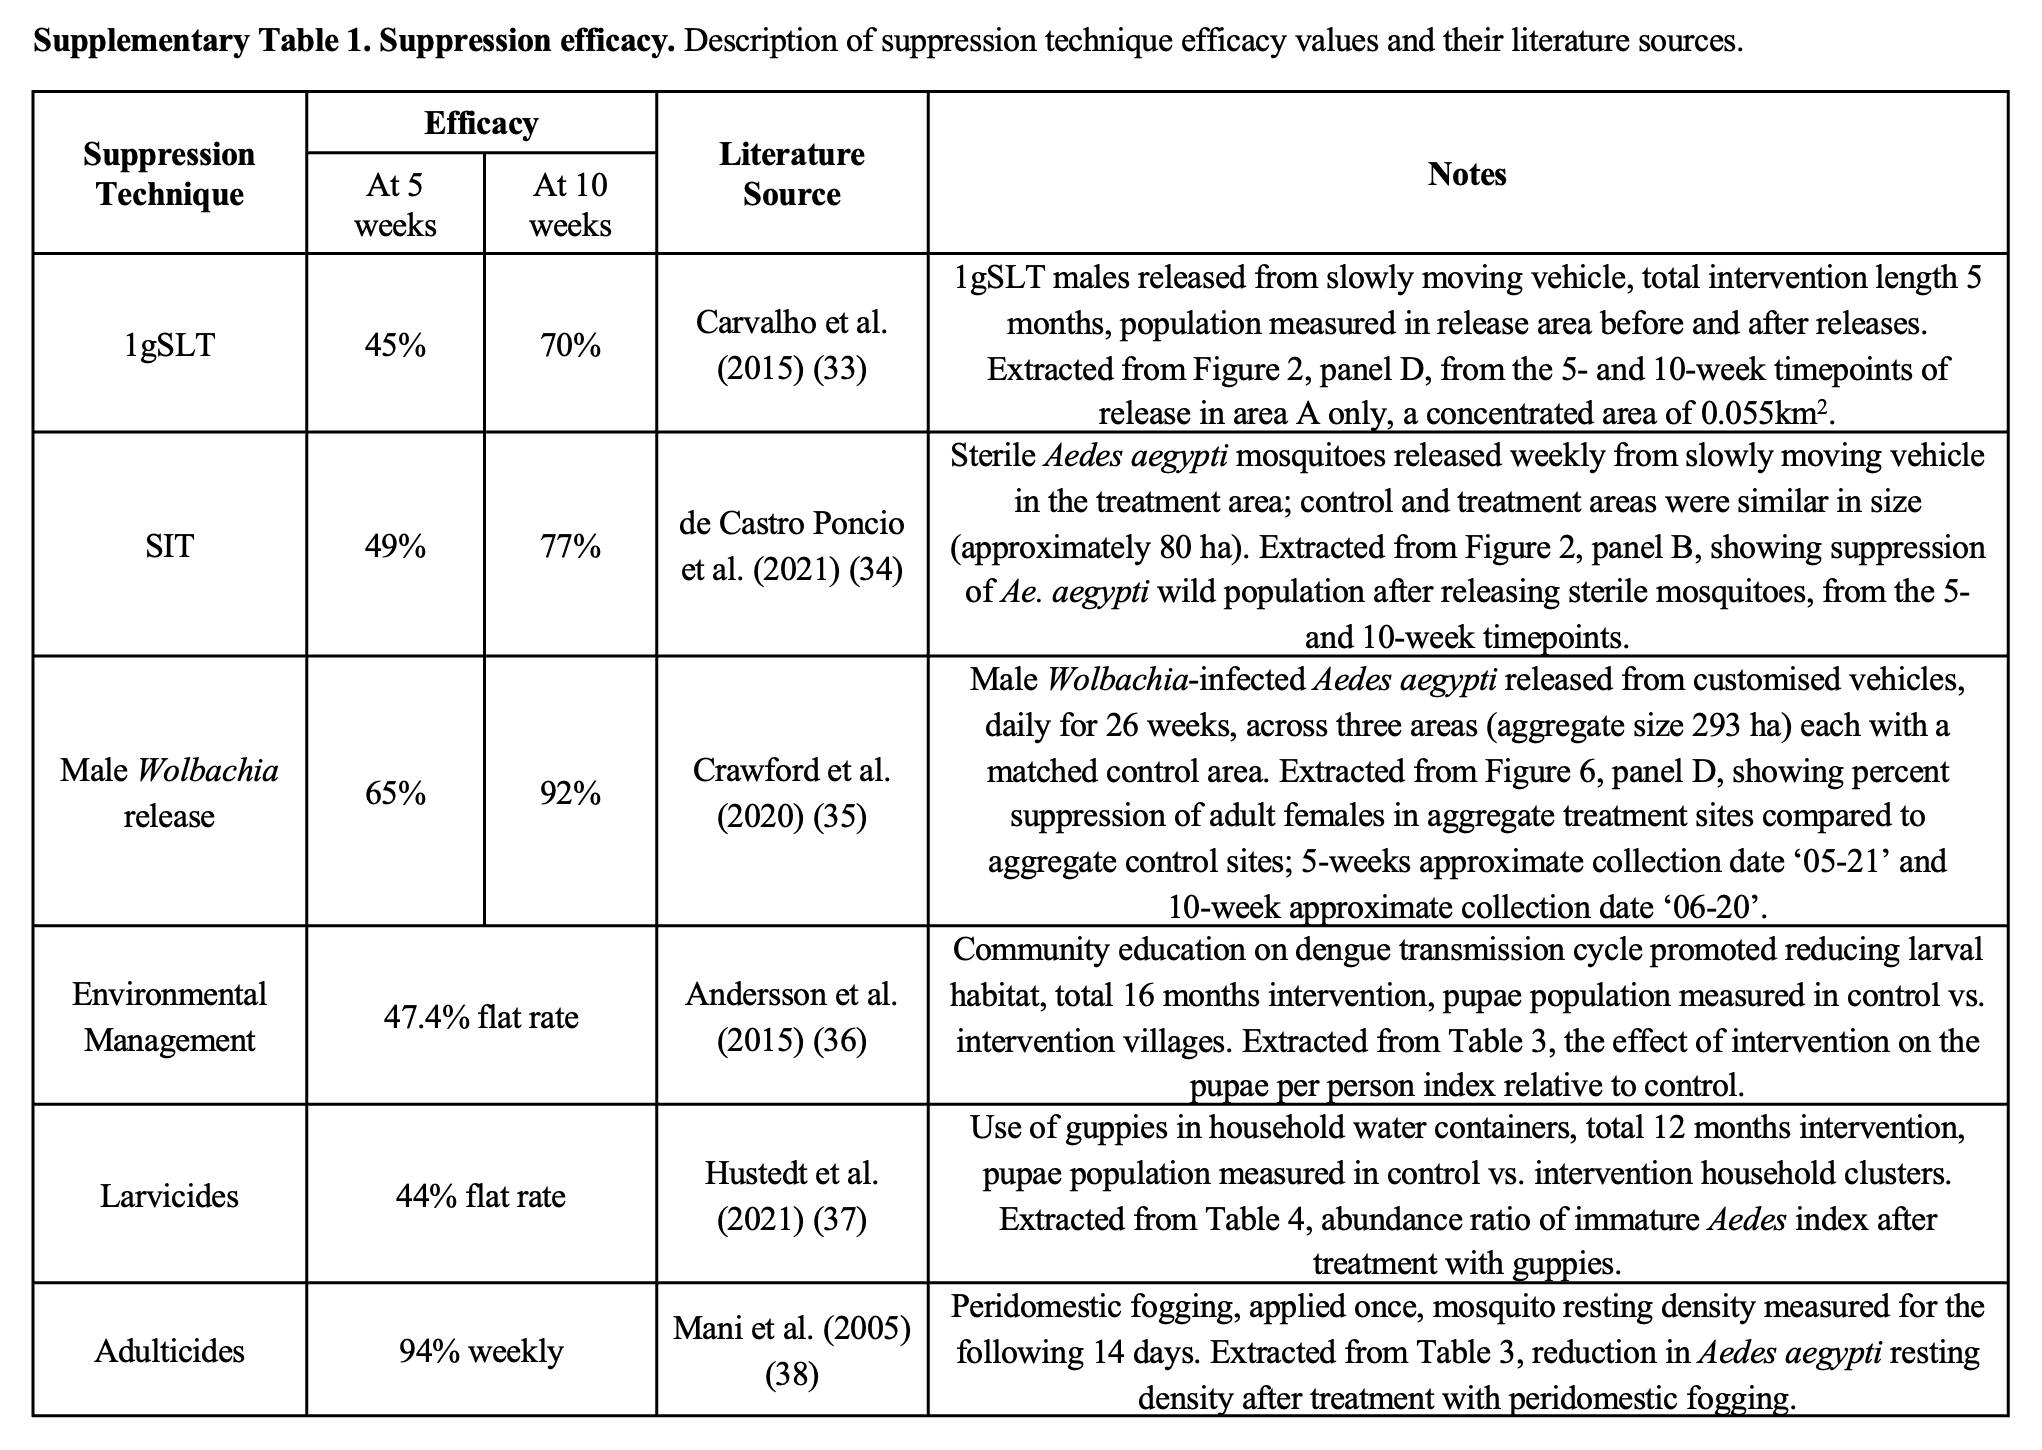 Supplementary Table 1. Suppression efficacy. Description of suppression technique efficacy values and their literature sources.
Suppression
Technique
Efficacy
At 5
weeks
At 10
weeks
Literature
Source
Notes
1gSLT
45%
70%
Carvalho et al.
(2015) (33)
1gSLT males released from slowly moving vehicle, total intervention length 5
months, population measured in release area before and after releases.
Extracted from Figure 2, panel D, from the 5- and 10-week timepoints of
release in area A only, a concentrated area of 0.055km².
SIT
49%
77%
de Castro Poncio
et al. (2021) (34)
Sterile Aedes aegypti mosquitoes released weekly from slowly moving vehicle
in the treatment area; control and treatment areas were similar in size
(approximately 80 ha). Extracted from Figure 2, panel B, showing suppression
of Ae. aegypti wild population after releasing sterile mosquitoes, from the 5-
and 10-week timepoints.
Male Wolbachia
release
65%
92%
Crawford et al.
(2020) (35)
Male Wolbachia-infected Aedes aegypti released from customised vehicles,
daily for 26 weeks, across three areas (aggregate size 293 ha) each with a
matched control area. Extracted from Figure 6, panel D, showing percent
suppression of adult females in aggregate treatment sites compared to
aggregate control sites; 5-weeks approximate collection date ‘05-21’ and
10-week approximate collection date ‘06-20’.
Environmental
Management
47.4% flat rate
Andersson et al.
(2015) (36)
Community education on dengue transmission cycle promoted reducing larval
habitat, total 16 months intervention, pupae population measured in control vs.
intervention villages. Extracted from Table 3, the effect of intervention on the
pupae per person index relative to control.
Larvicides
44% flat rate
Hustedt et al.
(2021) (37)
Use of guppies in household water containers, total 12 months intervention,
pupae population measured in control vs. intervention household clusters.
Extracted from Table 4, abundance ratio of immature Aedes index after
treatment with guppies.
Adulticides
94% weekly
Mani et al. (2005)
(38)
Peridomestic fogging, applied once, mosquito resting density measured for the
following 14 days. Extracted from Table 3, reduction in Aedes aegypti resting
density after treatment with peridomestic fogging.